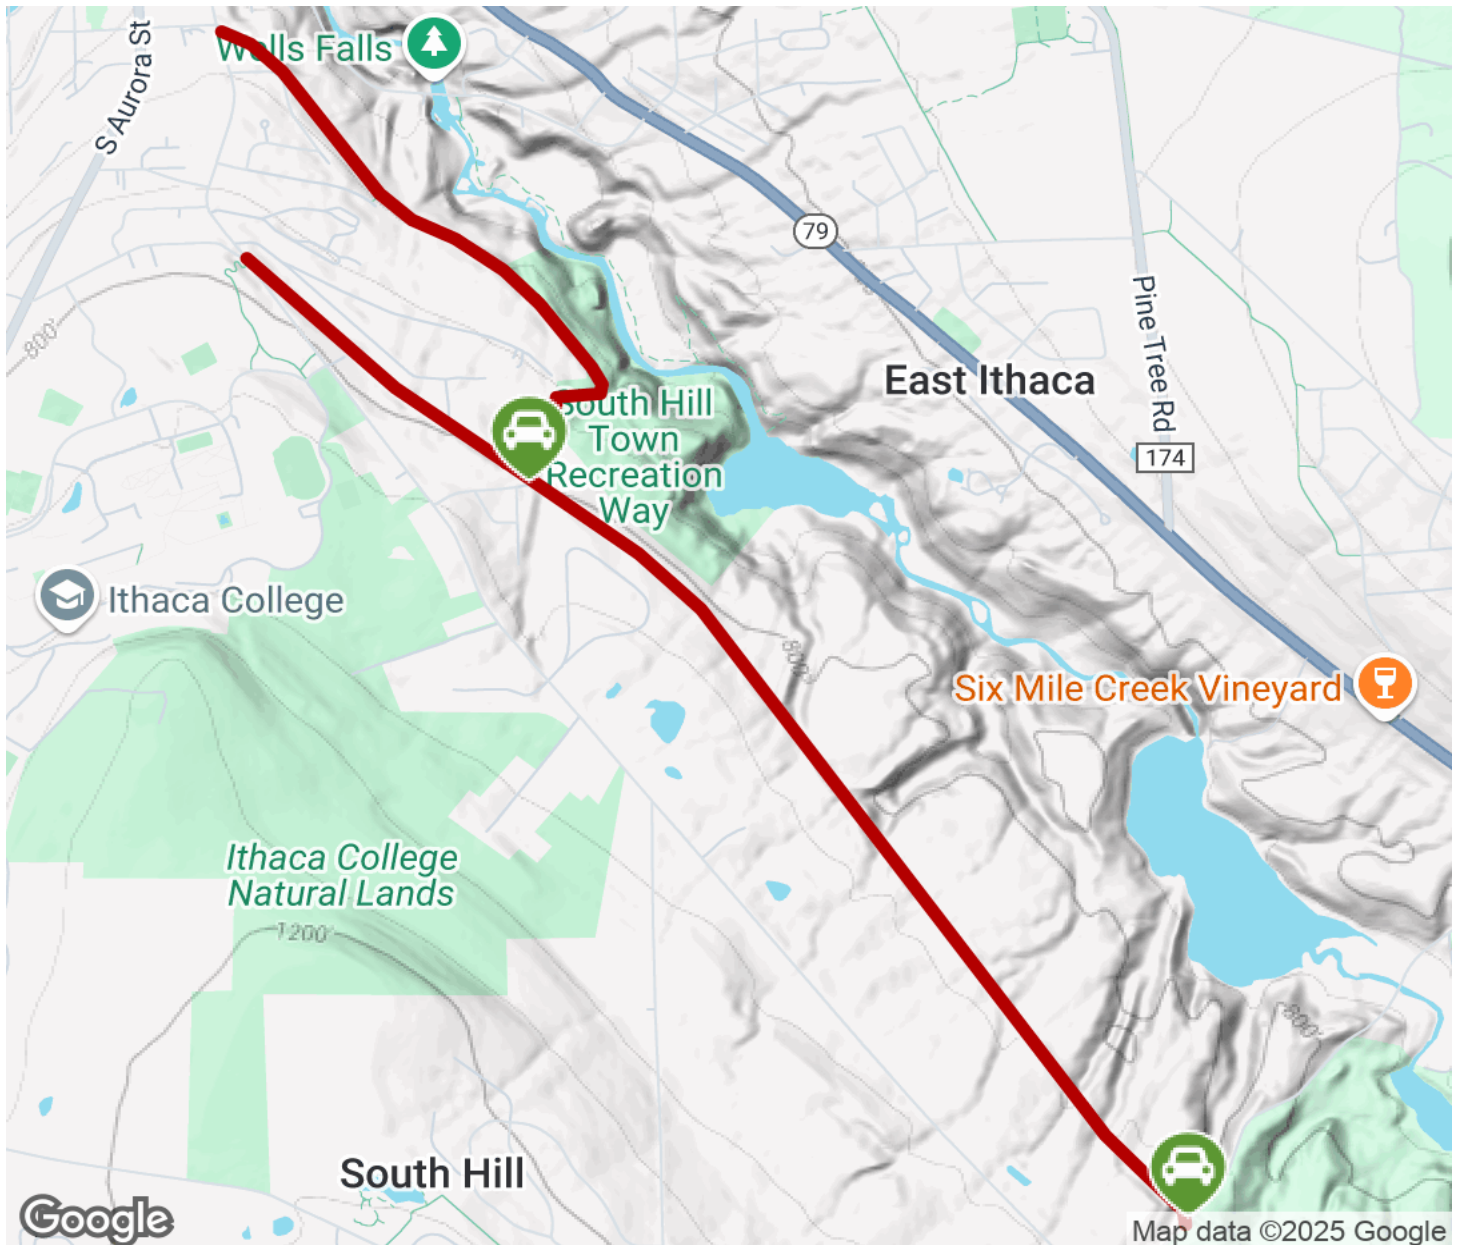 Wells Falls
S Aurora St
79
Pine Tree Rd
800'
East Ithaca
South Hill
Town
Recreation
Way
174
Ithaca College
800'
Six Mile Creek Vineyard
Ithaca College
Natural Lands
1200'
800'
South Hill
Google
Map data ©2025 Google